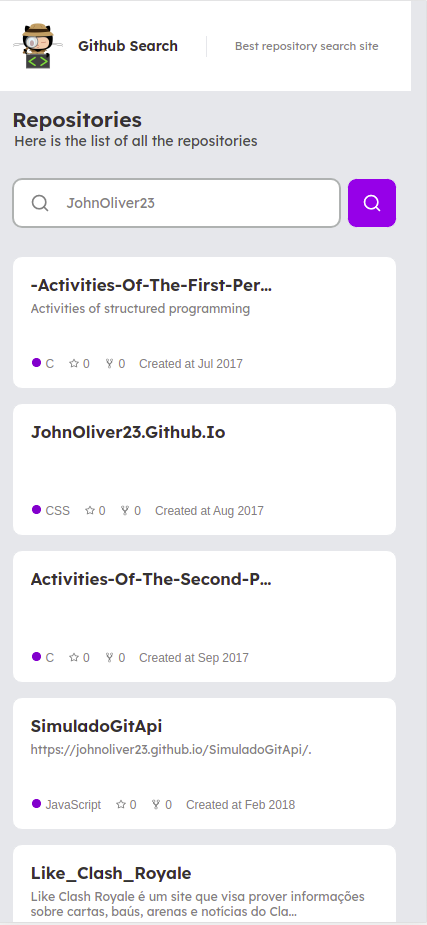 Github Search
Best repository search site
Repositories
Here is the list of all the repositories
JohnOliver23
-Activities-Of-The-First-Per...
Activities of structured programming
C 0 0 Created at Jul 2017
JohnOliver23.Github.Io
CSS 0 0 Created at Aug 2017
Activities-Of-The-Second-P...
C 0 0 Created at Sep 2017
SimuladoGitApi
https://johnoliver23.github.io/SimuladoGitApi/.
JavaScript 0 0 Created at Feb 2018
Like_Clash_Royale
Like Clash Royale é um site que visa prover informações
sobre cartas, baús, arenas e notícias do Cla...